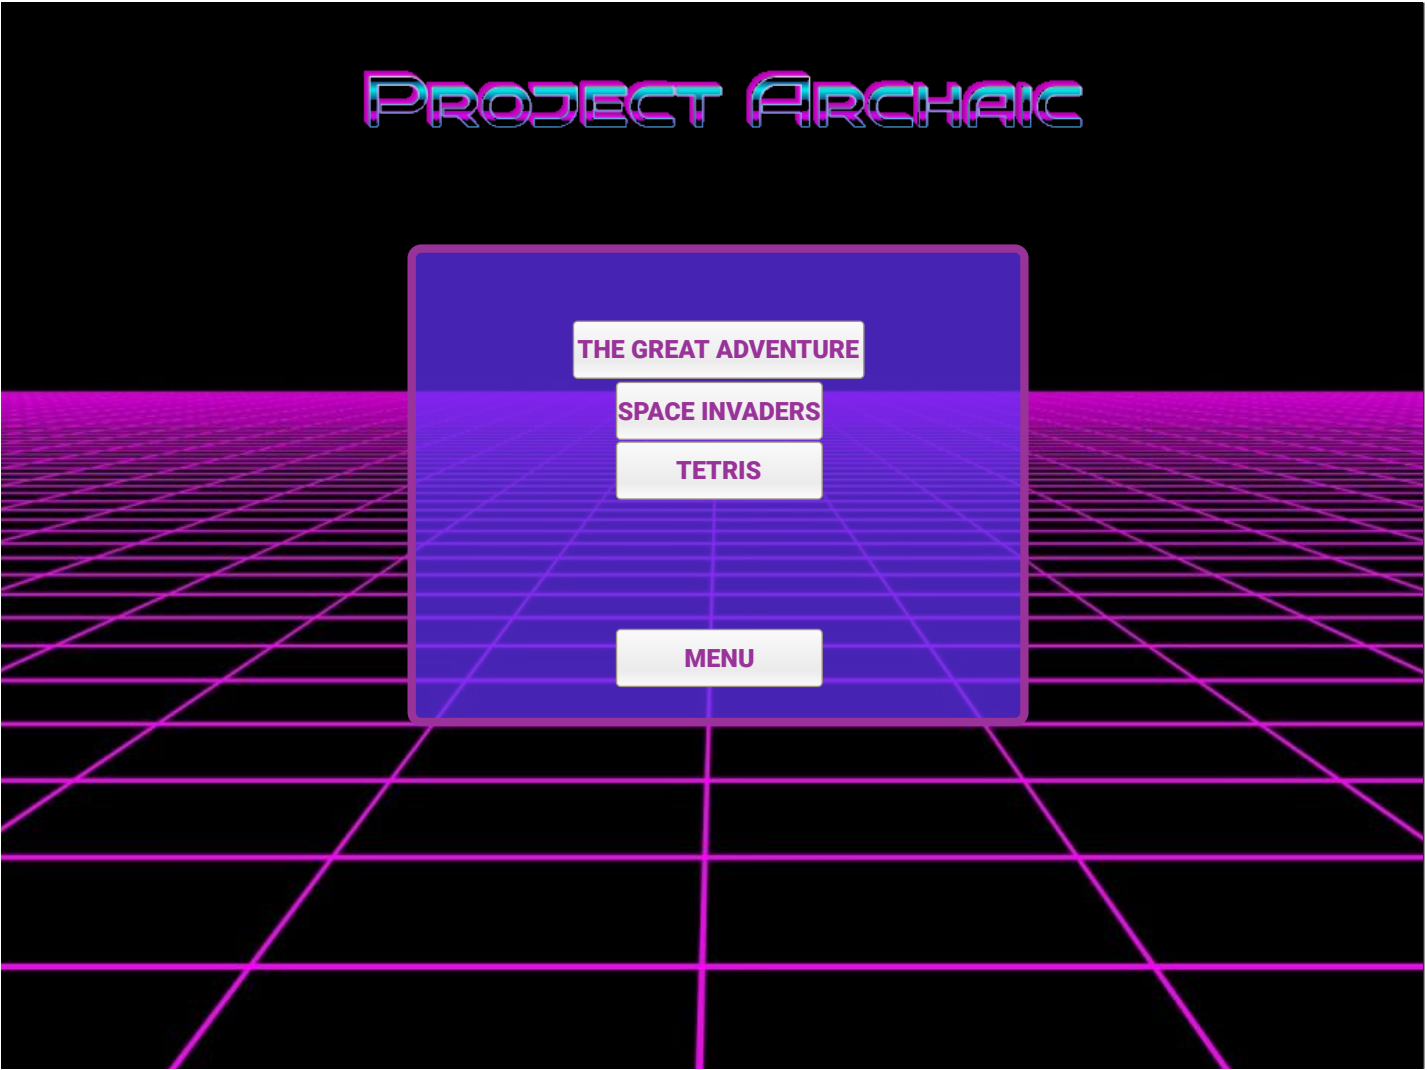 Project Archaic
THE GREAT ADVENTURE
SPACE INVADERS
TETRIS
MENU